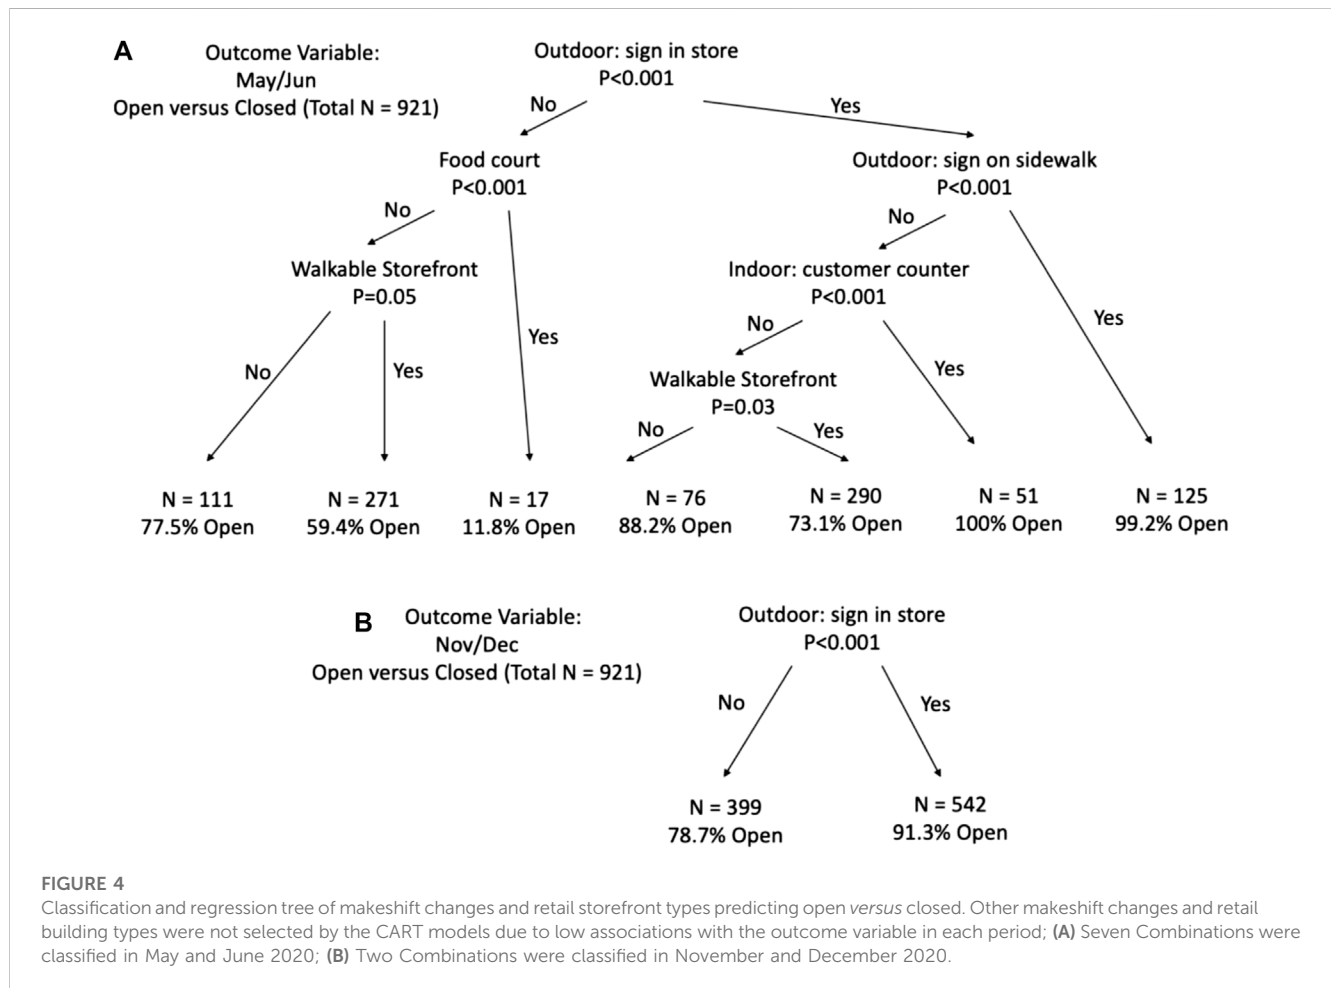 A
Outcome Variable:
May/Jun
Open versus Closed (Total N = 921)
Outdoor: sign in store
P<0.001
No
Yes
Food court
P<0.001
Outdoor: sign on sidewalk
P<0.001
No
Yes
No
Yes
Walkable Storefront
P=0.05
Indoor: customer counter
P<0.001
No
Yes
No
Yes
Walkable Storefront
P=0.03
No
Yes
N = 111
77.5% Open
N = 271
59.4% Open
N = 17
11.8% Open
N = 76
88.2% Open
N = 290
73.1% Open
N = 51
100% Open
N = 125
99.2% Open
B
Outcome Variable:
Nov/Dec
Open versus Closed (Total N = 921)
Outdoor: sign in store
P<0.001
No
Yes
N = 399
78.7% Open
N = 542
91.3% Open
FIGURE 4
Classification and regression tree of makeshift changes and retail storefront types predicting open versus closed. Other makeshift changes and retail
building types were not selected by the CART models due to low associations with the outcome variable in each period; (A) Seven Combinations were
classified in May and June 2020; (B) Two Combinations were classified in November and December 2020.